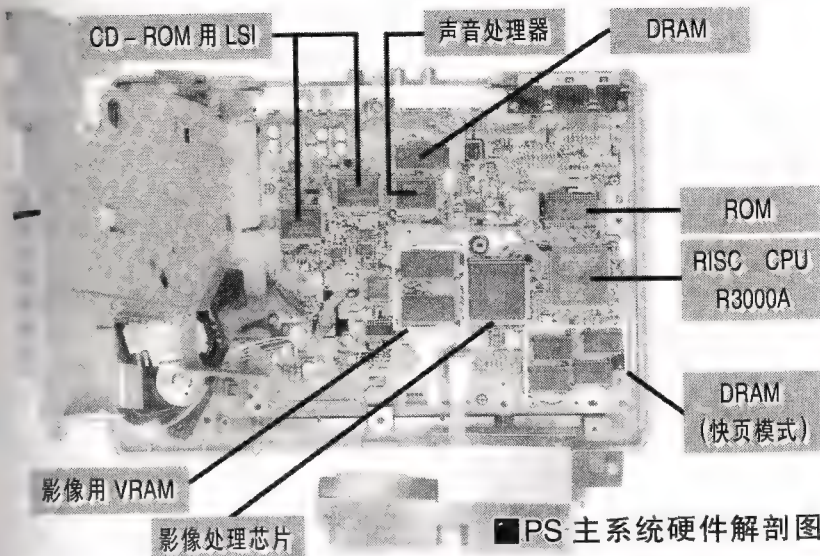 CD－ROM 用 LSI
声音处理器
DRAM
ROM
RISC CPU
R3000A
DRAM
（快页模式）
影像用 VRAM
影像处理芯片
■PS 主系统硬件解剖图